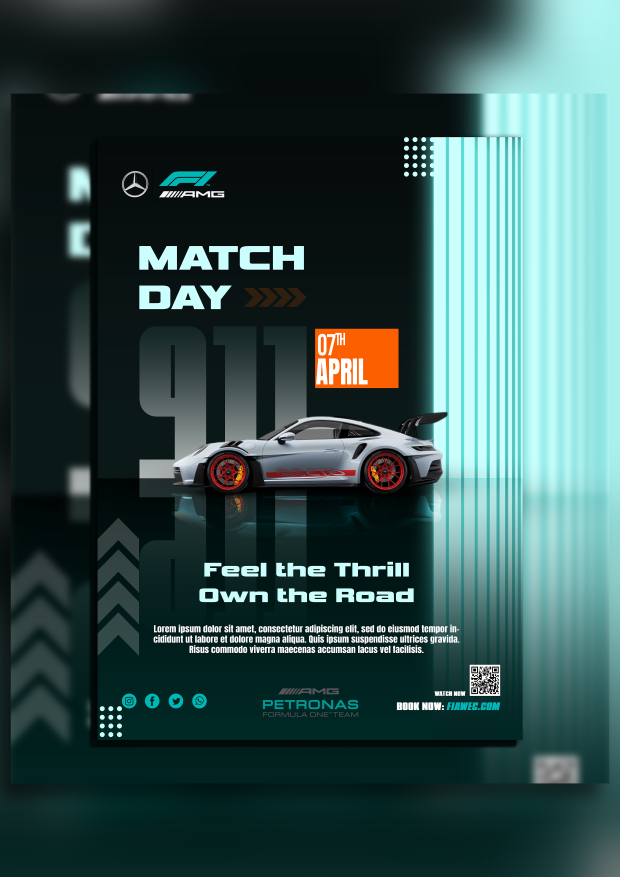 F1
AMG
MATCH
DAY
07TH
APRIL
911
Feel the Thrill
Own the Road
Lorem ipsum dolor sit amet, consectetur adipiscing elit, sed do eiusmod tempor in-
cididunt ut labore et dolore magna aliqua. Quis ipsum suspendisse ultrices gravida.
Risus commodo viverra maecenas accumsan lacus vel facilisis.
WATCH NOW
AMG
PETRONAS
FORMULA ONE TEAM
BOOK NOW: FIAWEC.COM